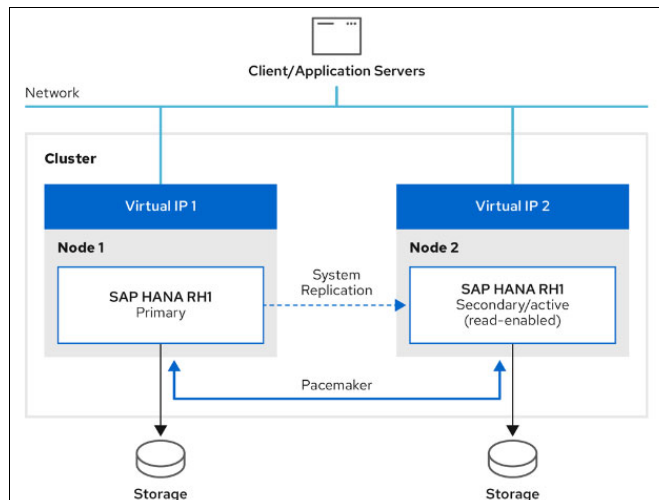 Client/Application Servers
Network
Cluster
Virtual IP 1
Virtual IP 2
Node 1
Node 2
SAP HANA RH1
Primary
System
Replication
SAP HANA RH1
Secondary/active
(read-enabled)
Pacemaker
Storage
Storage